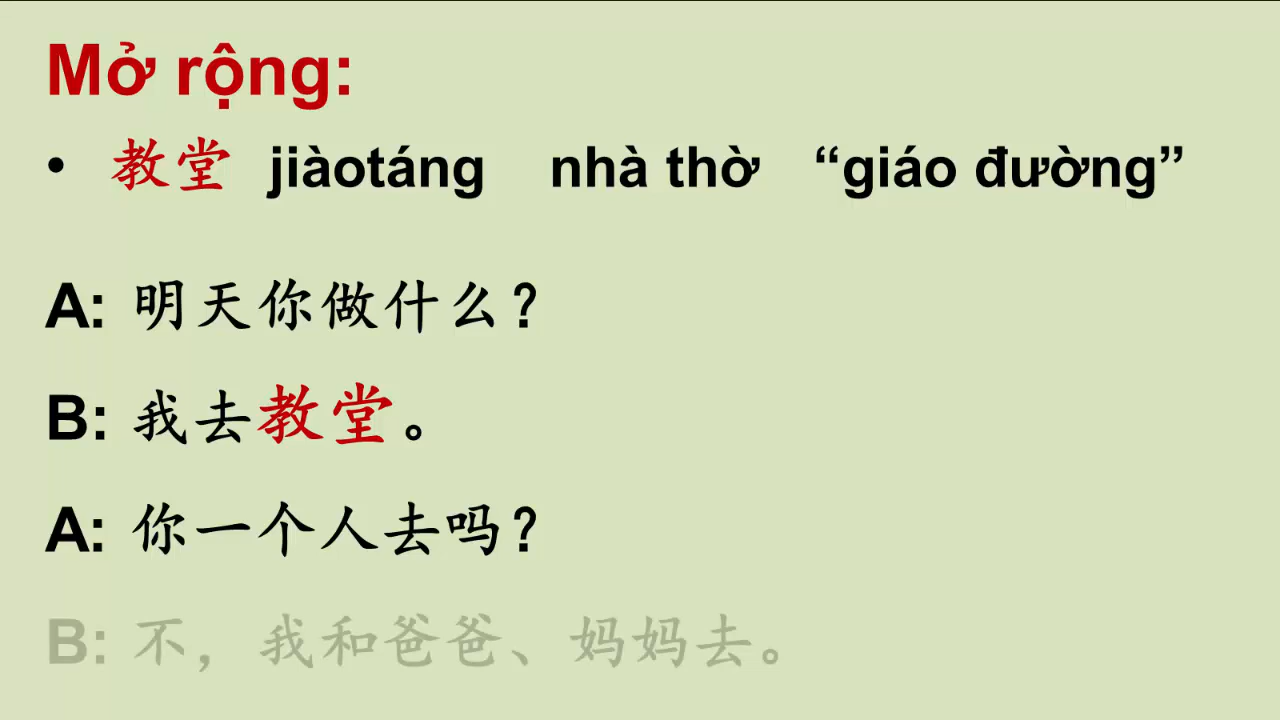 Mở rộng:
• 教堂 jiàotáng nhà thờ “giáo đường”
A: 明天你做什么?
B: 我去教堂。
A: 你一个人去吗?
B: 不，我和爸爸、妈妈去。